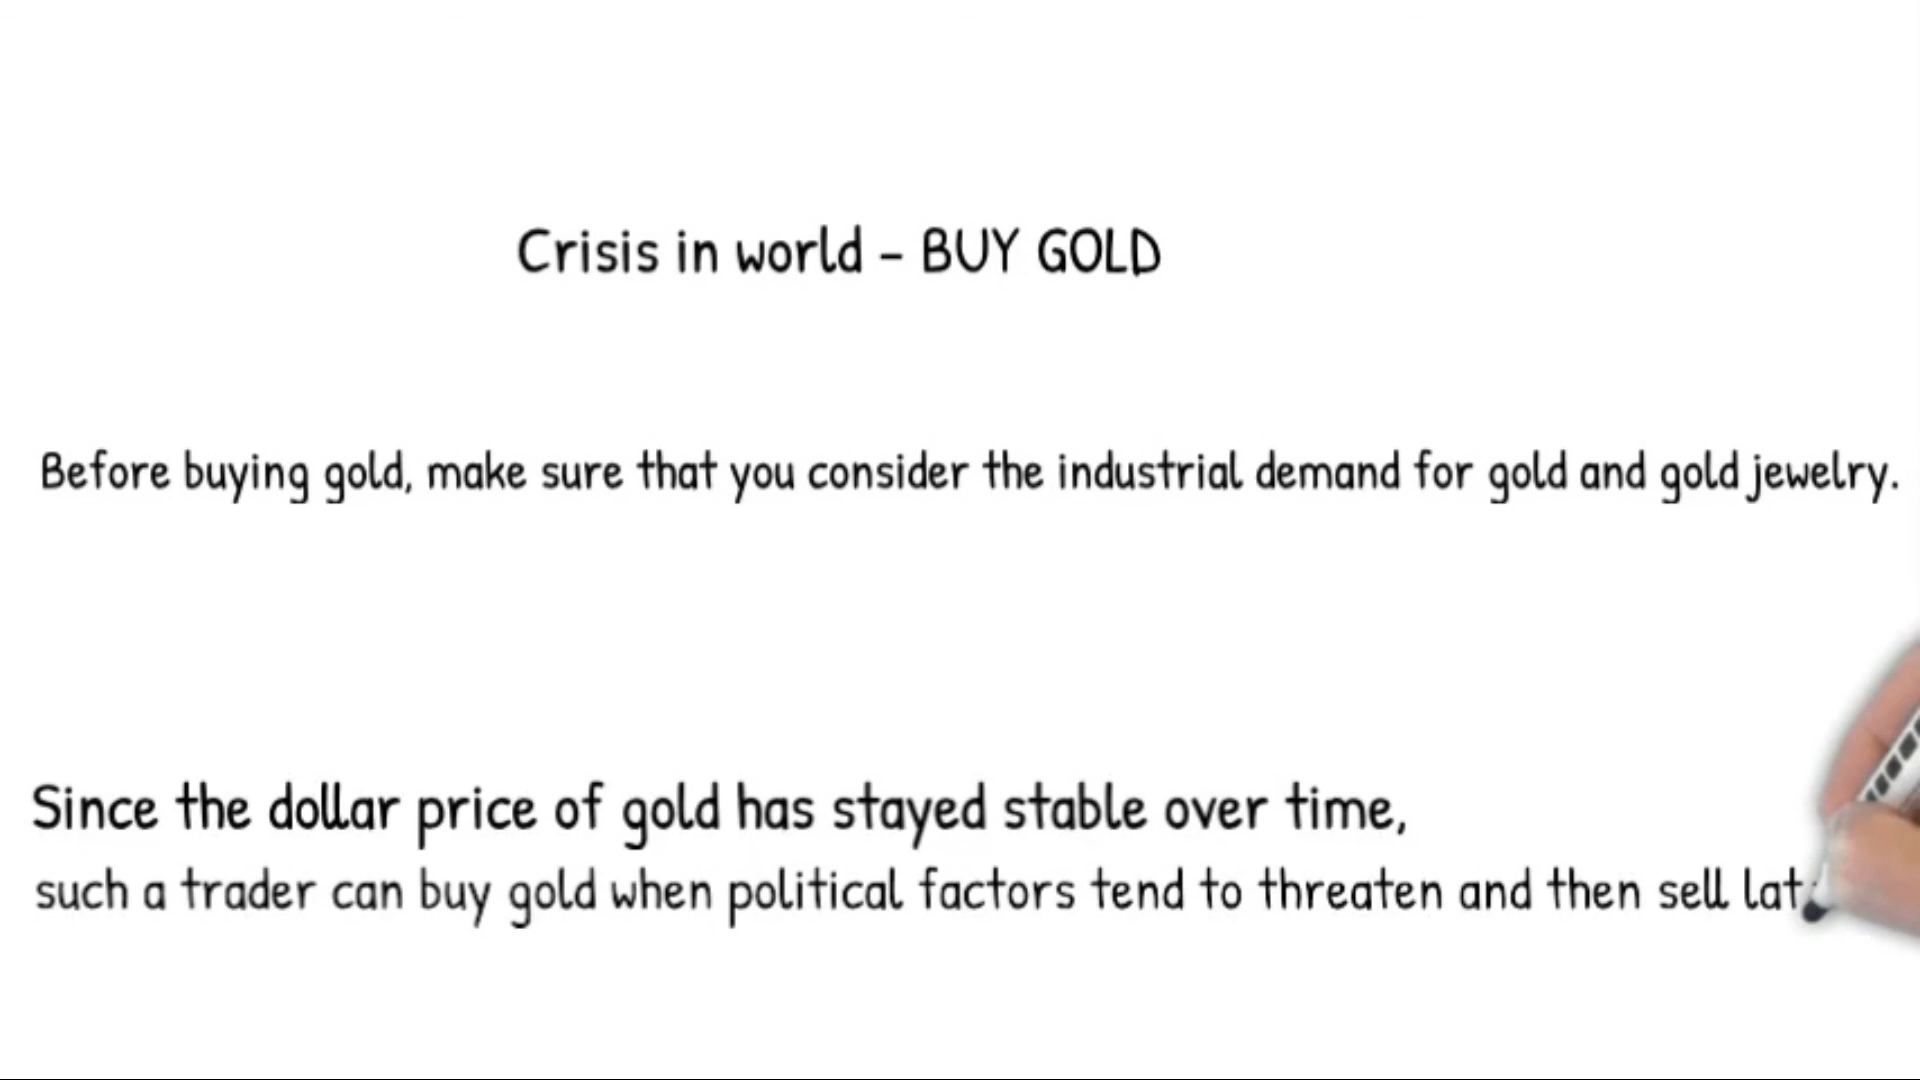 Crisis in world - BUY GOLD
Before buying gold, make sure that you consider the industrial demand for gold and gold jewelry.
Since the dollar price of gold has stayed stable over time,
such a trader can buy gold when political factors tend to threaten and then sell